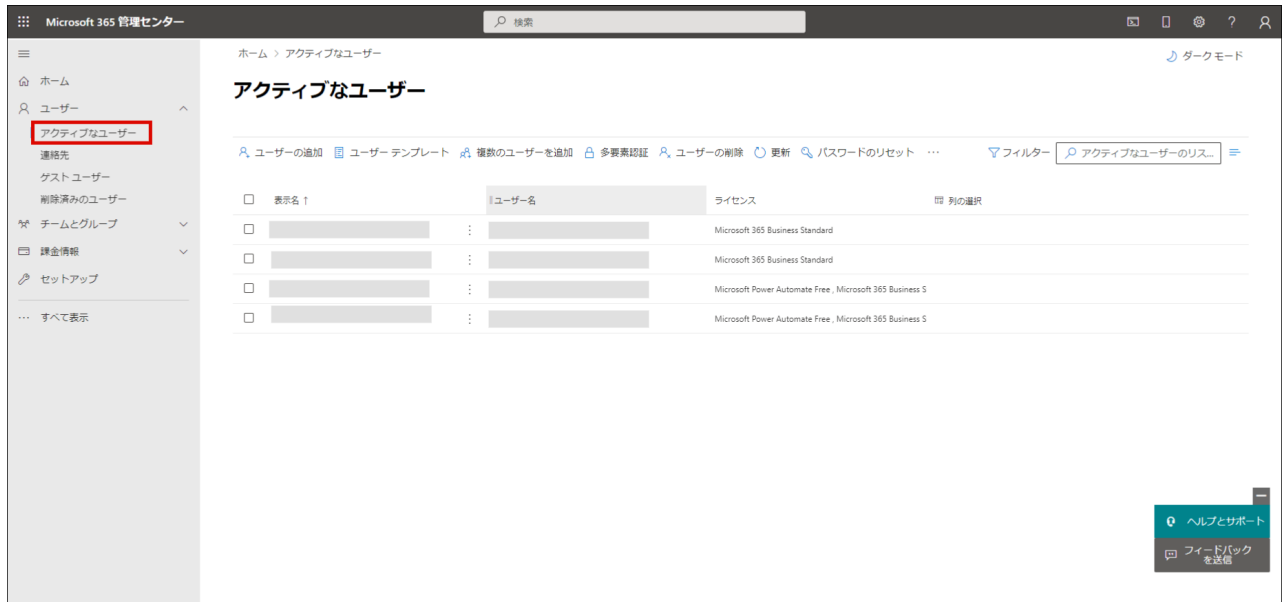 Microsoft 365 管理センター
検索
ホーム > アクティブなユーザー
ダーク モード
ホーム
ユーザー
アクティブなユーザー
連絡先
ゲスト ユーザー
削除済みのユーザー
チームとグループ
課金情報
セットアップ
すべて表示
アクティブなユーザー
ユーザーの追加 ユーザー テンプレート 複数のユーザーを追加 多要素認証 ユーザーの削除 更新 パスワードのリセット … フィルター アクティブなユーザーのリス...
表示名 ↑ ユーザー名 ライセンス 列の選択
Microsoft 365 Business Standard
Microsoft 365 Business Standard
Microsoft Power Automate Free , Microsoft 365 Business S
Microsoft Power Automate Free , Microsoft 365 Business S
ヘルプとサポート
フィードバック
を送信